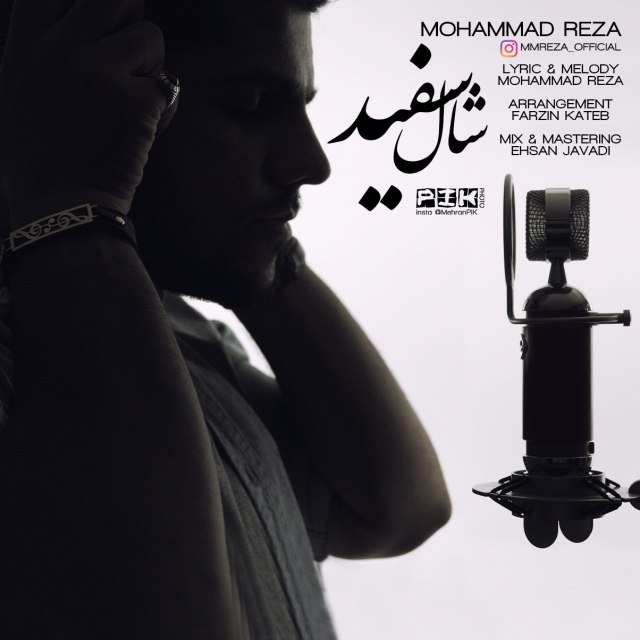 MOHAMMAD REZA
MMREZA_OFFICIAL
LYRIC & MELODY
MOHAMMAD REZA
ARRANGEMENT
FARZIN KATEB
MIX & MASTERING
EHSAN JAVADI
شال سفید
PIK PHOTO
insta @MehranPIK